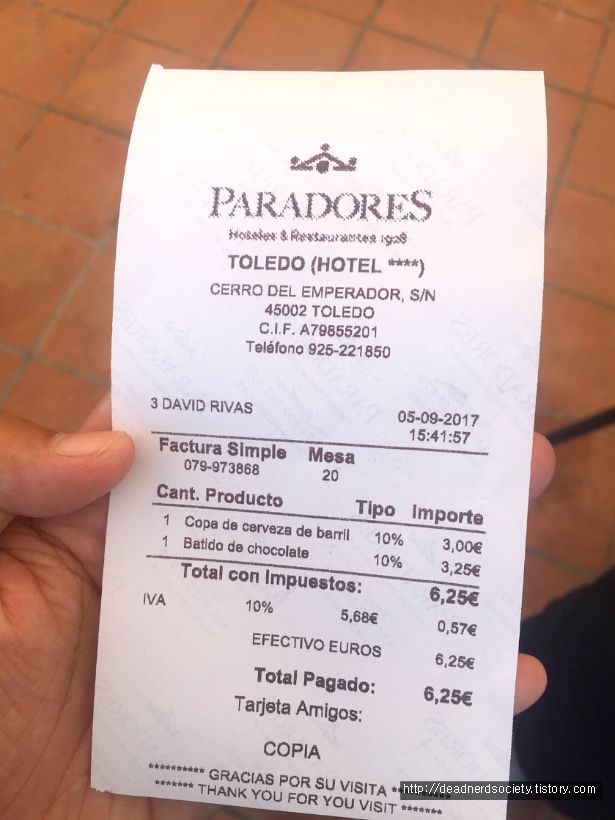 PARADORES
Hoteles & Restaurantes 1928
TOLEDO (HOTEL ****)
CERRO DEL EMPERADOR, S/N
45002 TOLEDO
C.I.F. A79855201
Teléfono 925-221850
3 DAVID RIVAS
05-09-2017
15:41:57
Factura Simple Mesa
079-973868 20
Cant. Producto Tipo Importe
1 Copa de cerveza de barril 10% 3,00€
1 Batido de chocolate 10% 3,25€
Total con Impuestos: 6,25€
IVA 10% 5,68€ 0,57€
EFECTIVO EUROS 6,25€
Total Pagado: 6,25€
Tarjeta Amigos:
COPIA
********** GRACIAS POR SU VISITA **
******* THANK YOU FOR YOU VISIT *******
http://deadnerdsociety.tistory.com